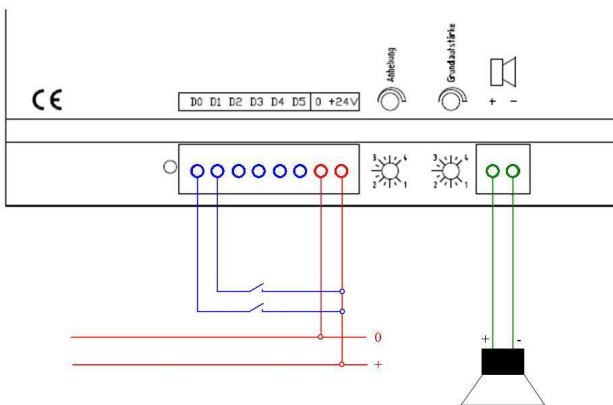 Anhebung
Grundlautstärke
CE
D0 D1 D2 D3 D4 D5 0 +24V
+ -
3 4
2 1
3 4
2 1
0
+ -
+